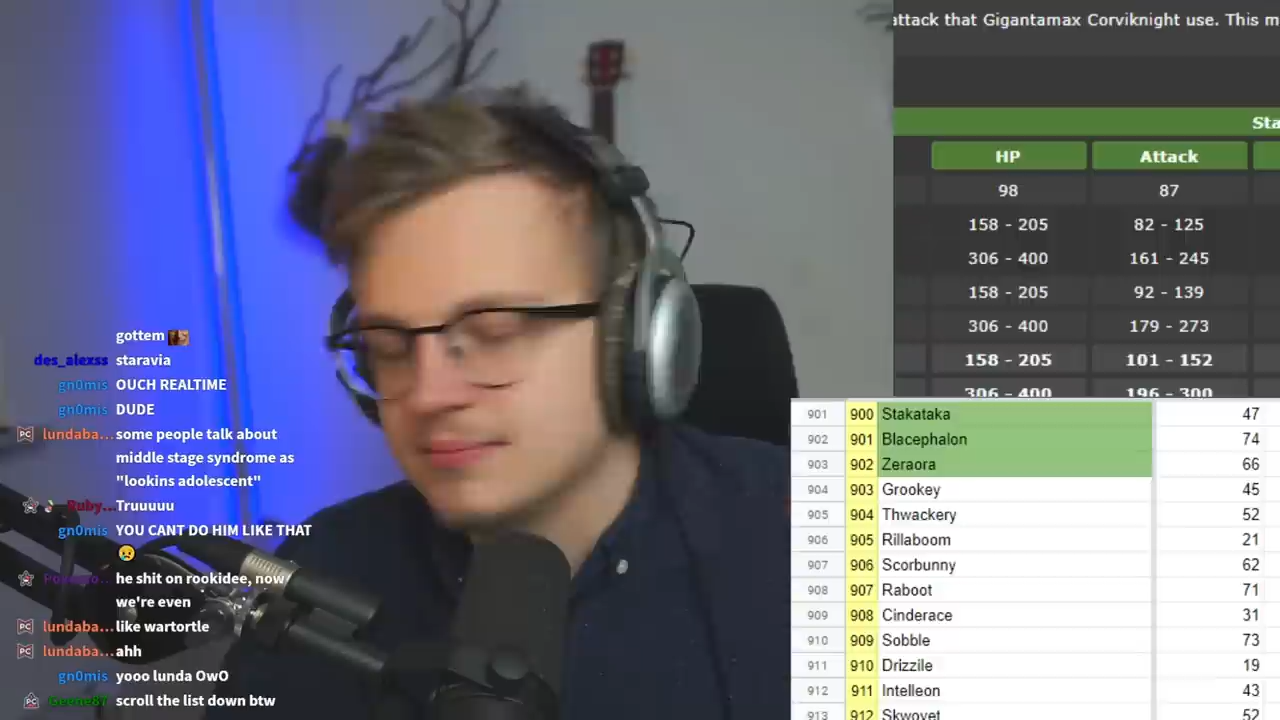 attack that Gigantamax Corviknight use. This m
Sta
HP Attack
98 87
158 - 205 82 - 125
306 - 400 161 - 245
158 - 205 92 - 139
306 - 400 179 - 273
158 - 205 101 - 152
306 - 400 196 - 300
901 900 Stakataka 47
902 901 Blacephalon 74
903 902 Zeraora 66
904 903 Grookey 45
905 904 Thwackery 52
906 905 Rillaboom 21
907 906 Scorbunny 62
908 907 Raboot 71
909 908 Cinderace 31
910 909 Sobble 73
911 910 Drizzile 19
912 911 Intelleon 43
913 912 Skwovet 52
gottem
des_alexss staravia
gn0mis OUCH REALTIME
gn0mis DUDE
lundaba... some people talk about
middle stage syndrome as
"lookins adolescent"
Ruby... Truuuuu
gn0mis YOU CANT DO HIM LIKE THAT
he shit on rookidee, now
we're even
lundaba... like wartortle
lundaba... ahh
gn0mis yooo lunda OwO
Geene87 scroll the list down btw